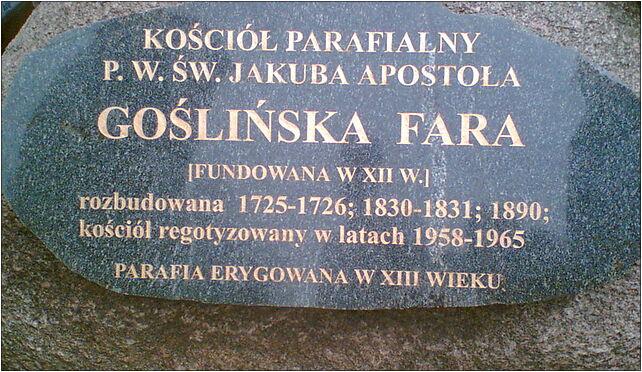 KOŚCIÓŁ PARAFIALNY
P. W. ŚW. JAKUBA APOSTOŁA
GOŚLIŃSKA FARA
[FUNDOWANA W XII W.]
rozbudowana 1725-1726; 1830-1831; 1890;
kościół regotyzowany w latach 1958-1965
PARAFIA ERYGOWANA W XIII WIEKU